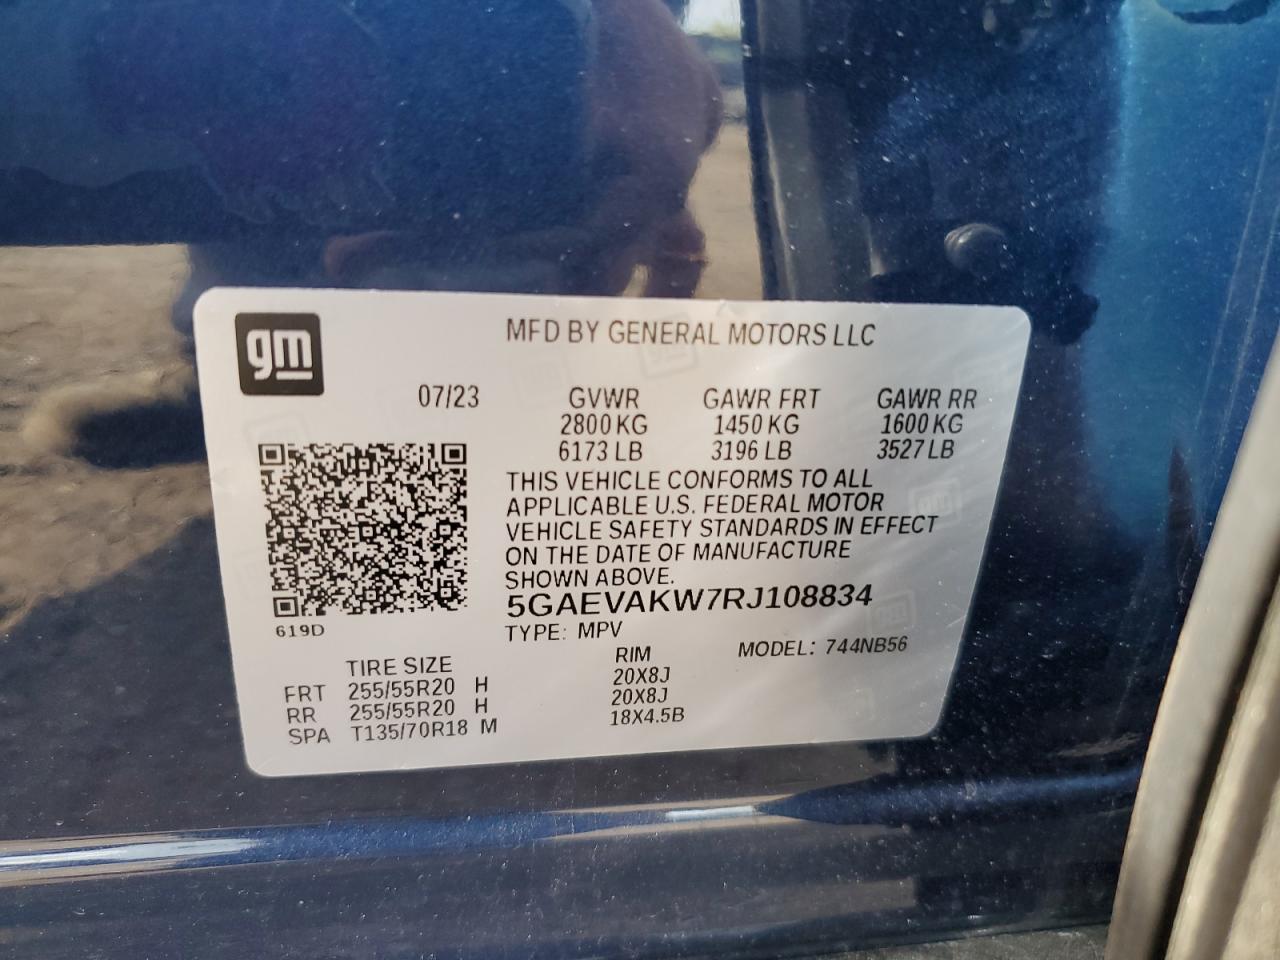 gm
MFD BY GENERAL MOTORS LLC
07/23 GVWR GAWR FRT GAWR RR
2800 KG 1450 KG 1600 KG
6173 LB 3196 LB 3527 LB
THIS VEHICLE CONFORMS TO ALL
APPLICABLE U.S. FEDERAL MOTOR
VEHICLE SAFETY STANDARDS IN EFFECT
ON THE DATE OF MANUFACTURE
SHOWN ABOVE.
5GAEVAKW7RJ108834
619D
TYPE: MPV
MODEL: 744NB56
TIRE SIZE RIM
FRT 255/55R20 H 20X8J
RR 255/55R20 H 20X8J
SPA T135/70R18 M 18X4.5B